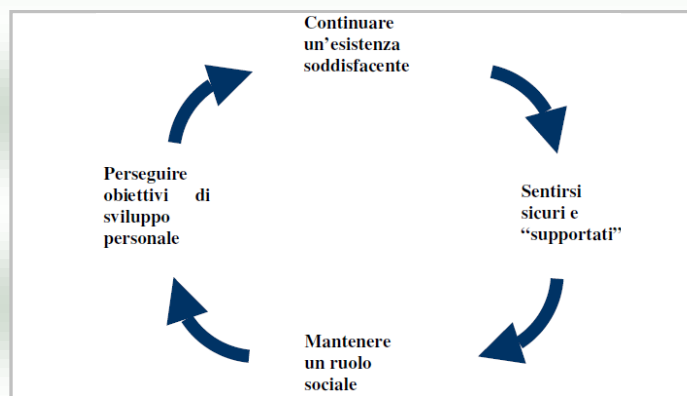 Continuare
un’esistenza
soddisfacente
Sentirsi
sicuri e
“supportati”
Mantenere
un ruolo
sociale
Perseguire
obiettivi di
sviluppo
personale